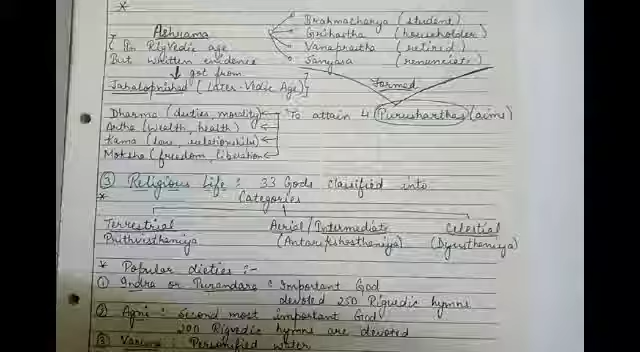 *
Ashrama
Brahmacharya (student)
Grihastha (householder)
Vanaprastha (retired)
Sanyasa (renunciate)
[ In RigVedic age
But written evidence
↓ got from
Jabalopnishad (Later-Vedic Age)]
Formed
Dharma (duties, morality)
Artha (wealth, health)
Kama (love, relationships)
Moksha (freedom, liberation)
To attain 4 Purusharthas (aims)
③ Religious Life : 33 Gods classified into
* Categories
Terrestrial Aerial/Intermediate Celestial
Prithvisthaniya (Antarikshasthaniya) (Dyusthaniya)
* Popular dieties :-
① Indra or Purandara : Important God
devoted 250 Rigvedic hymns
② Agni : Second most important God
200 Rigvedic hymns are devoted
③ Varuna : Personified water